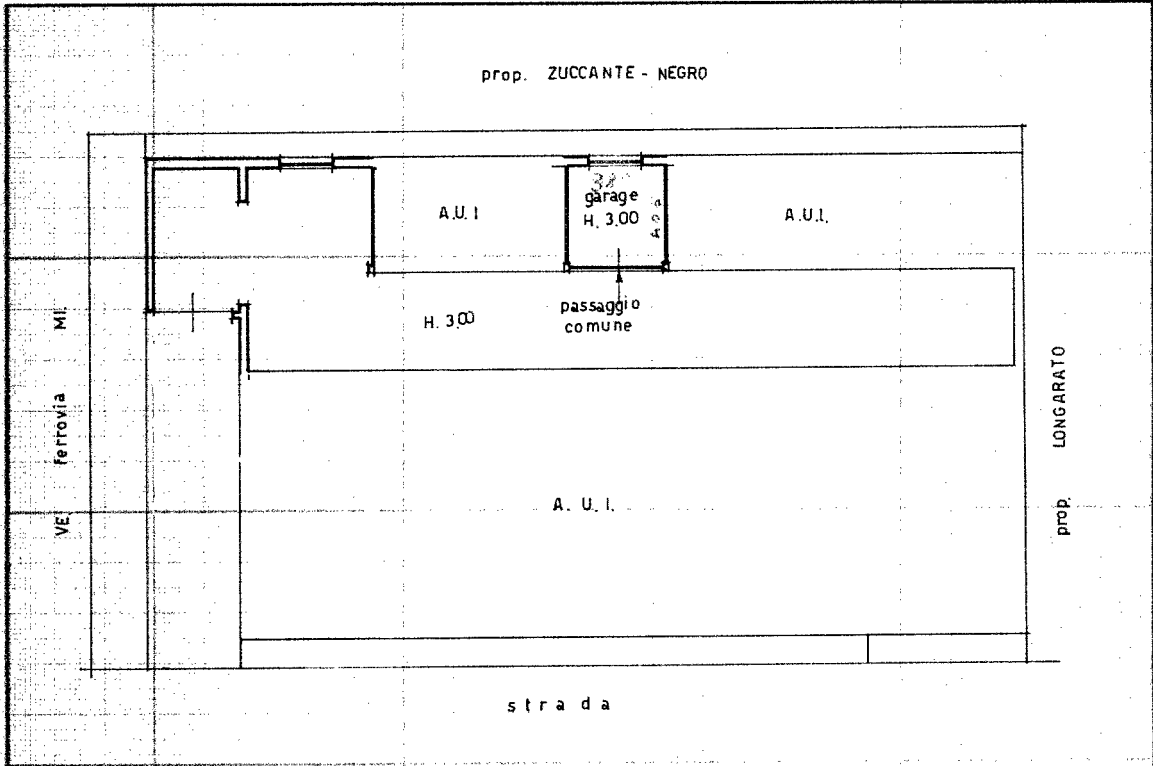 prop. ZUCCANTE - NEGRO
A.U.I
garage
H. 3,00
A.U.I.
H. 3,00
passaggio
comune
VE. ferrovia MI.
prop. LONGARATO
A. U. I.
strada